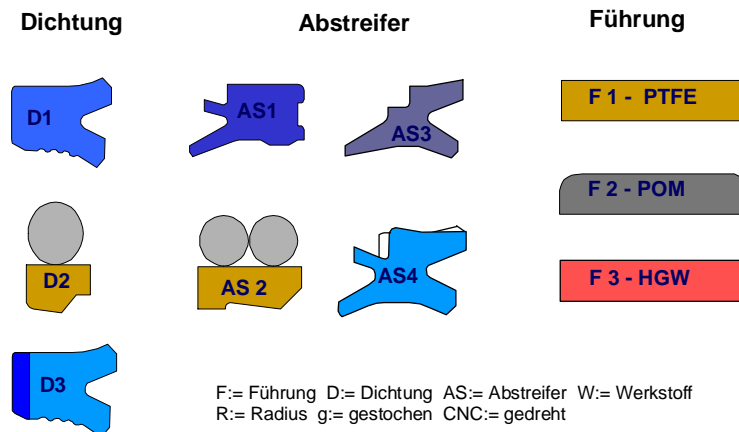 Dichtung Abstreifer Führung
D1 AS1 AS3 F 1 - PTFE
F 2 - POM
D2 AS 2 AS4 F 3 - HGW
D3
F:= Führung D:= Dichtung AS:= Abstreifer W:= Werkstoff
R:= Radius g:= gestochen CNC:= gedreht